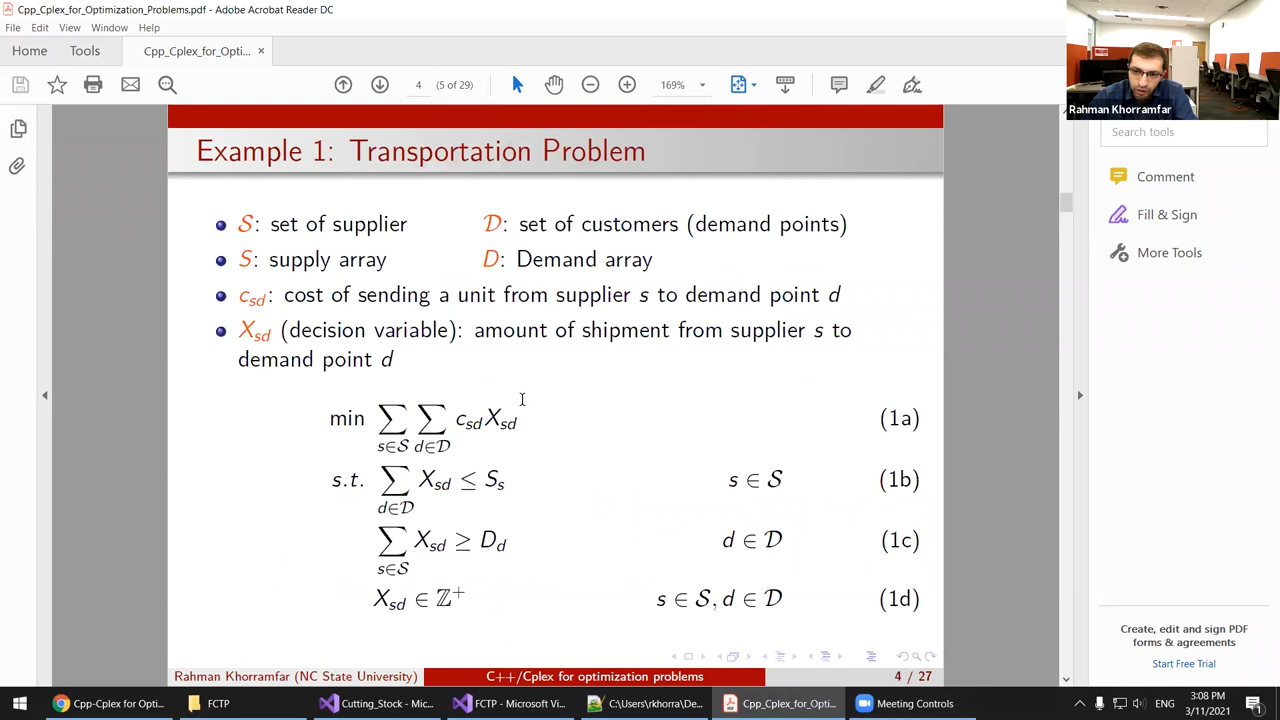 Cpp_Cplex_for_Optimization_Problems.pdf - Adobe Acrobat Reader DC
File Edit View Window Help
Home Tools Cpp_Cplex_for_Opti... ×
4 (5 of 29) 169%
Rahman Khorramfar
Search tools
Comment
Fill & Sign
More Tools
Create, edit and sign PDF
forms & agreements
Start Free Trial
Example 1: Transportation Problem
𝒮: set of supplier 𝒟: set of customers (demand points)
S: supply array D: Demand array
c_sd: cost of sending a unit from supplier s to demand point d
X_sd (decision variable): amount of shipment from supplier s to
demand point d
min ∑_{s∈𝒮} ∑_{d∈𝒟} c_sd X_sd (1a)
s.t. ∑_{d∈𝒟} X_sd ≤ S_s s ∈ 𝒮 (1b)
∑_{s∈𝒮} X_sd ≥ D_d d ∈ 𝒟 (1c)
X_sd ∈ ℤ⁺ s ∈ 𝒮, d ∈ 𝒟 (1d)
Rahman Khorramfar (NC State University) C++/Cplex for optimization problems 4 / 27
Cpp-Cplex for Opti... FCTP Cutting_Stock - Mic... FCTP - Microsoft Vi... C:\Users\rkhorra\De... Cpp_Cplex_for_Opti... Meeting Controls
3:08 PM
3/11/2021
1